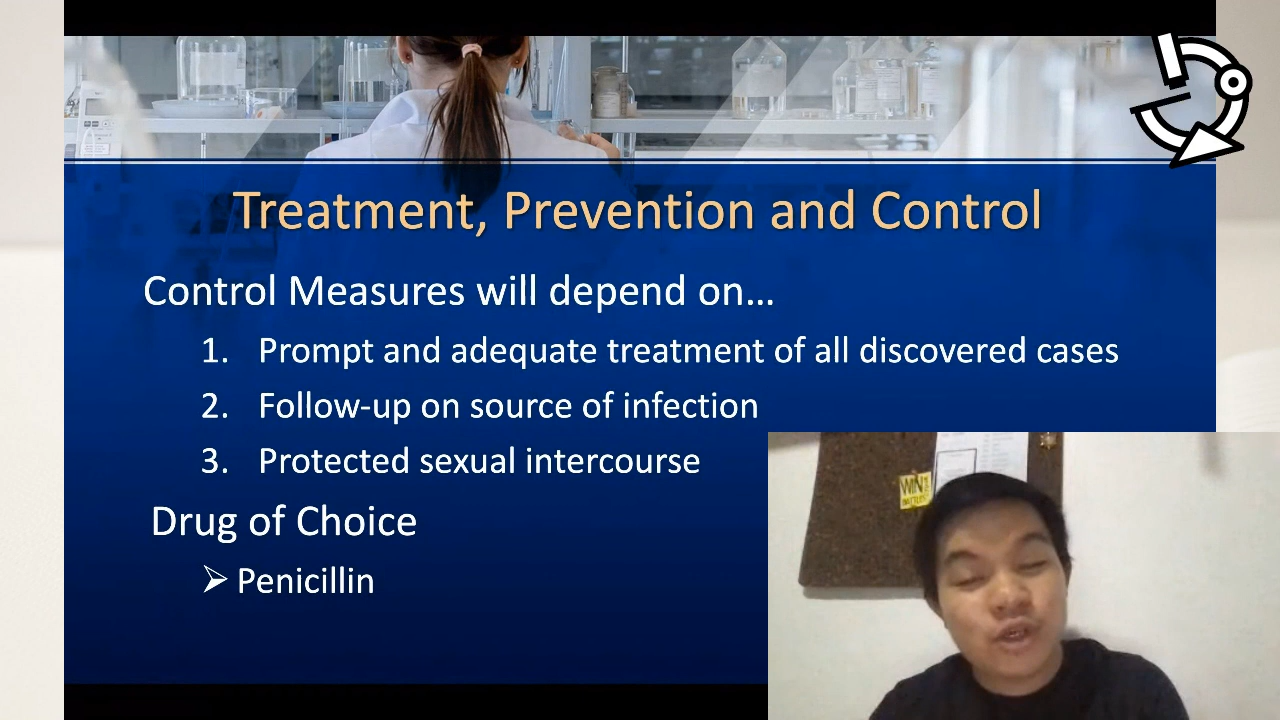 Treatment, Prevention and Control
Control Measures will depend on...
1. Prompt and adequate treatment of all discovered cases
2. Follow-up on source of infection
3. Protected sexual intercourse
Drug of Choice
➢ Penicillin
WIN